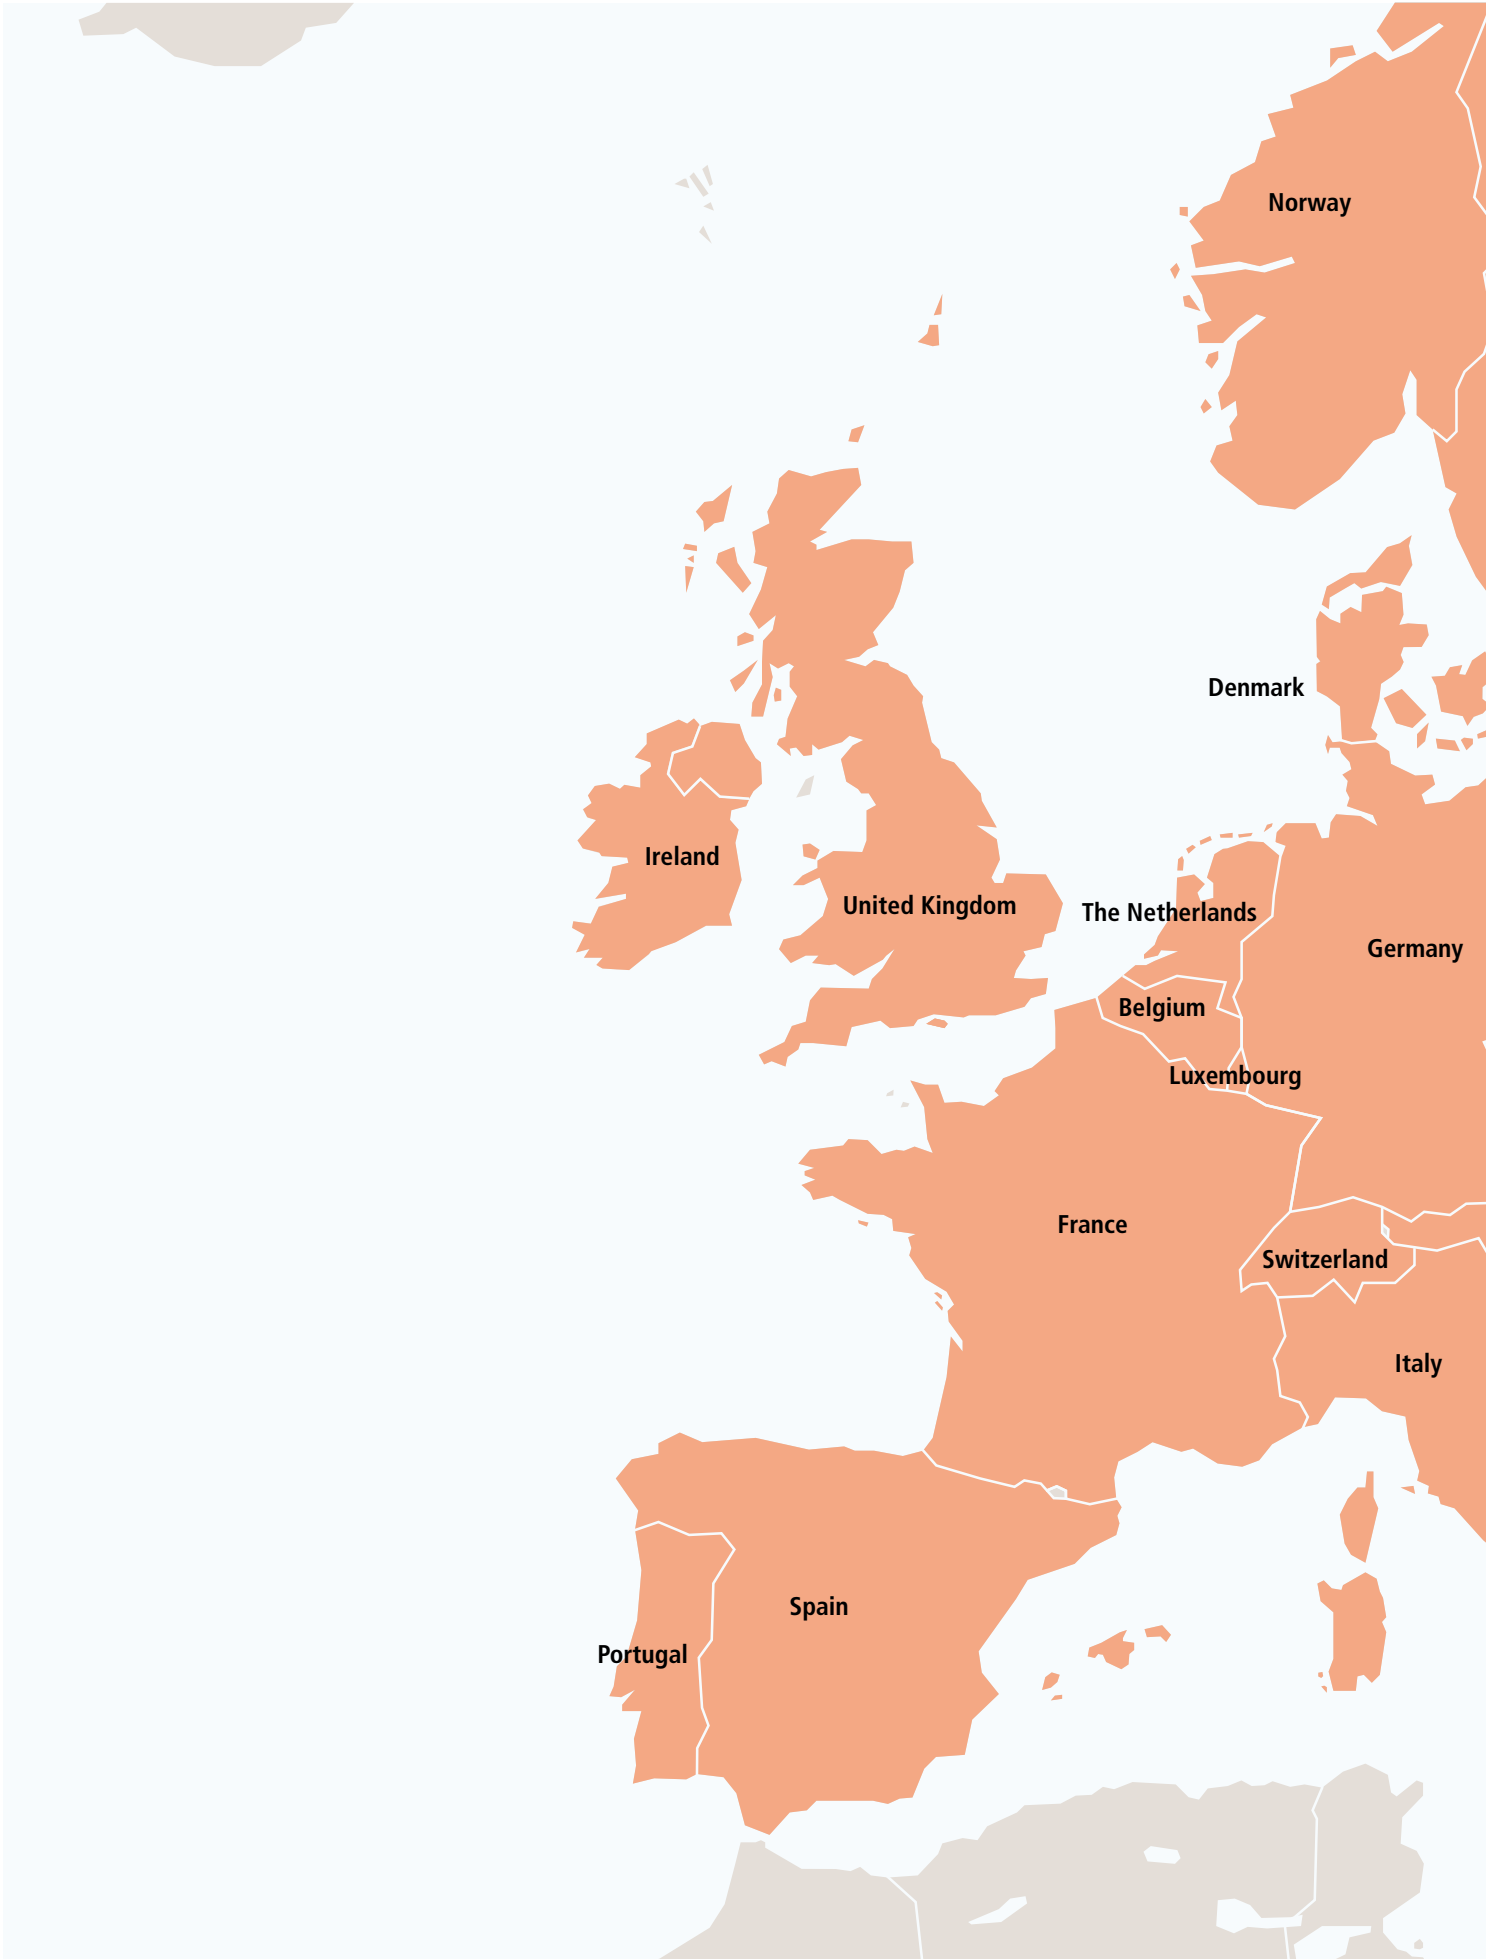 Norway
Denmark
Ireland
United Kingdom
The Netherlands
Germany
Belgium
Luxembourg
France
Switzerland
Italy
Spain
Portugal